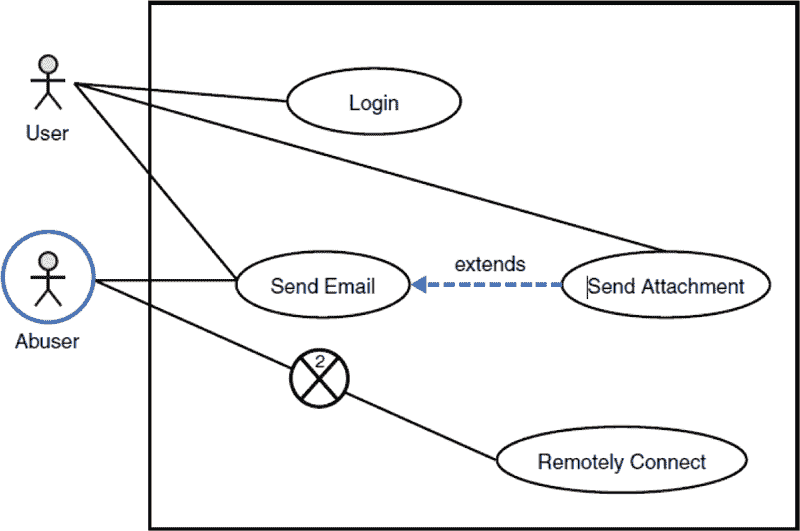 User
Login
Abuser
Send Email
extends
Send Attachment
2
Remotely Connect